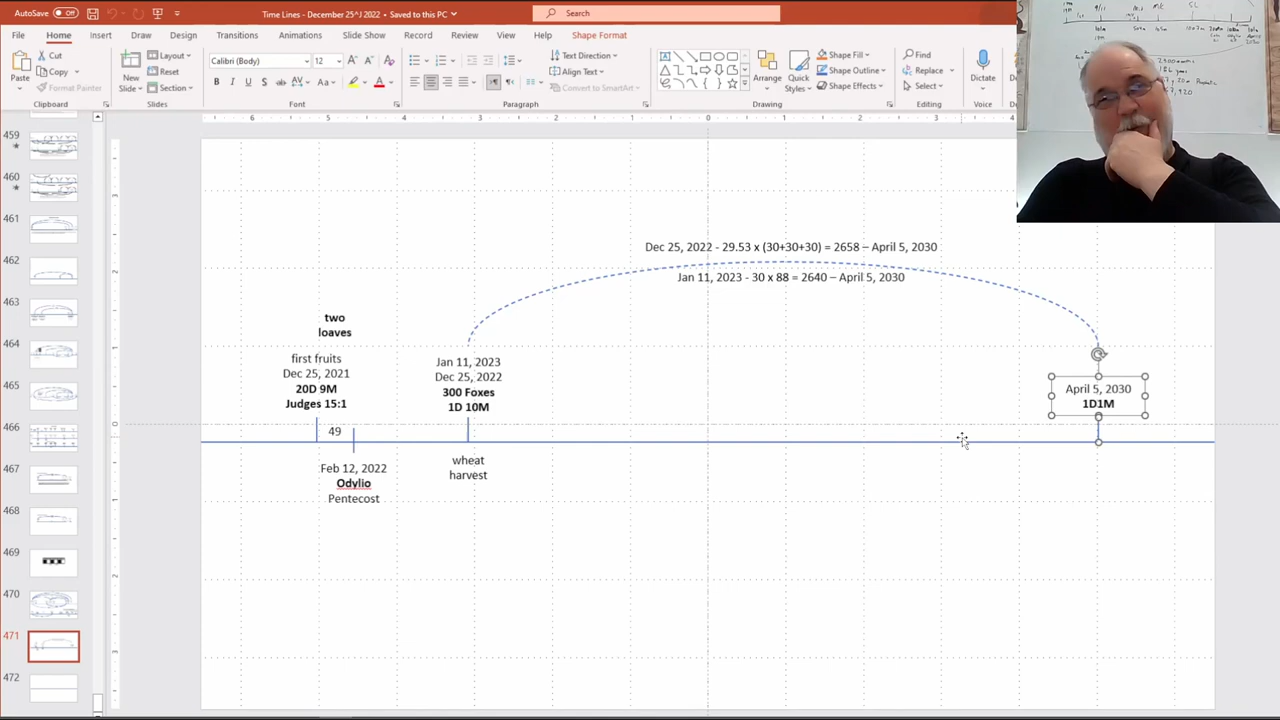 AutoSave Off
Time Lines - December 25^J 2022 - Saved to this PC
Search
File Home Insert Draw Design Transitions Animations Slide Show Record Review View Help Shape Format
Paste
Cut
Copy
Format Painter
Clipboard
New Slide
Layout
Reset
Section
Slides
Calibri (Body) 12
Font
Text Direction
Align Text
Convert to SmartArt
Paragraph
Arrange
Quick Styles
Shape Fill
Shape Outline
Shape Effects
Drawing
Find
Replace
Select
Editing
Dictate
Voice
459
460
461
462
463
464
465
466
467
468
469
470
471
472
Dec 25, 2022 - 29.53 x (30+30+30) = 2658 – April 5, 2030
Jan 11, 2023 - 30 x 88 = 2640 – April 5, 2030
two
loaves
first fruits
Dec 25, 2021
20D 9M
Judges 15:1
49
Feb 12, 2022
Odylio
Pentecost
Jan 11, 2023
Dec 25, 2022
300 Foxes
1D 10M
wheat
harvest
April 5, 2030
1D1M